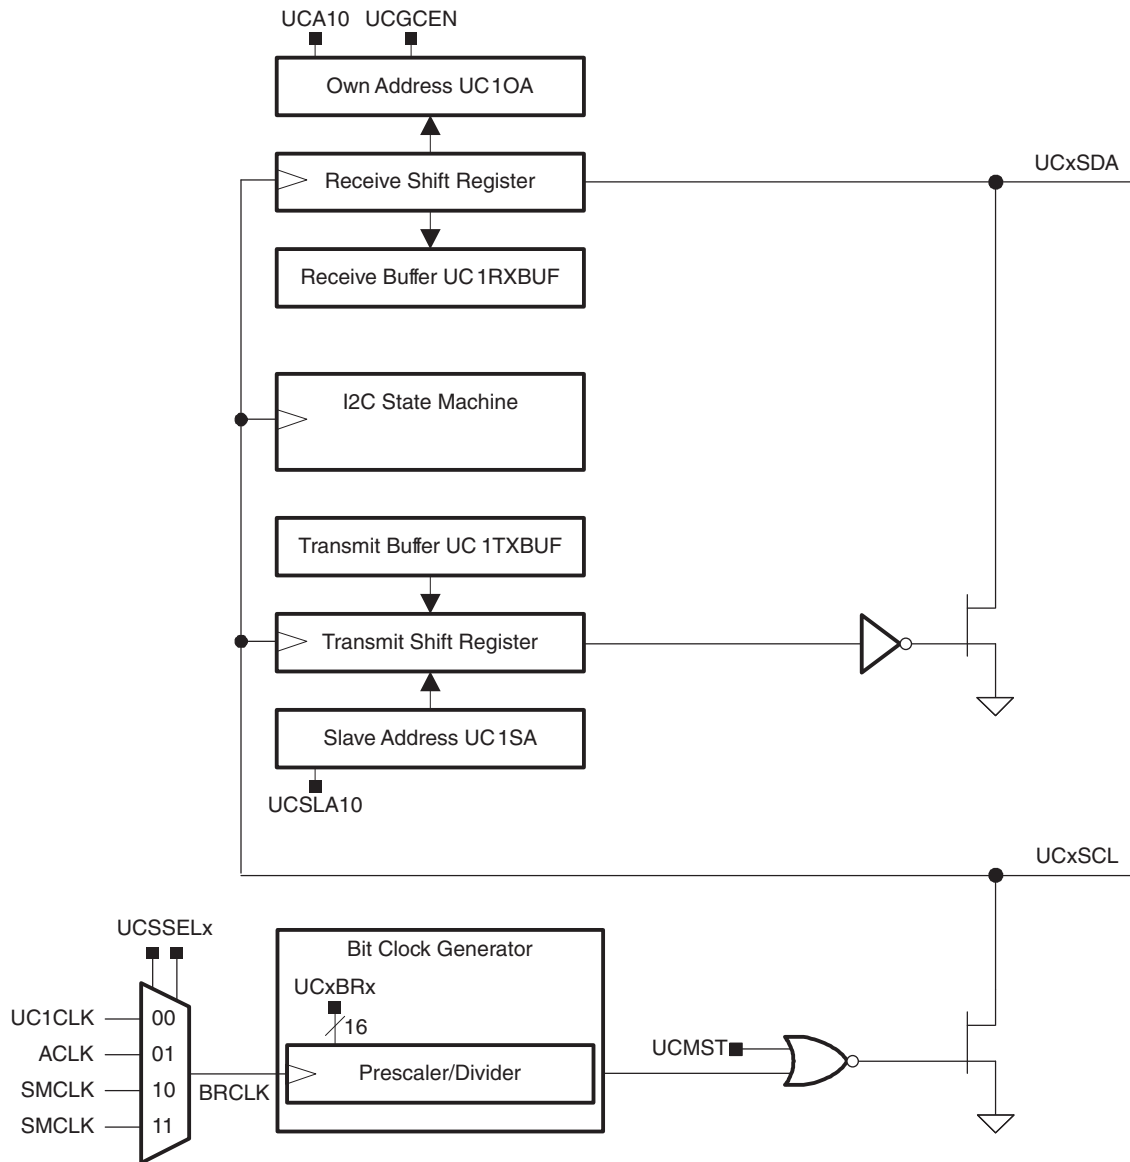 UCA10 UCGCEN
Own Address UC1OA
Receive Shift Register
UCxSDA
Receive Buffer UC1RXBUF
I2C State Machine
Transmit Buffer UC 1TXBUF
Transmit Shift Register
Slave Address UC1SA
UCSLA10
UCxSCL
UCSSELx
Bit Clock Generator
UCxBRx
16
UC1CLK 00
ACLK 01
SMCLK 10
SMCLK 11
BRCLK
Prescaler/Divider
UCMST